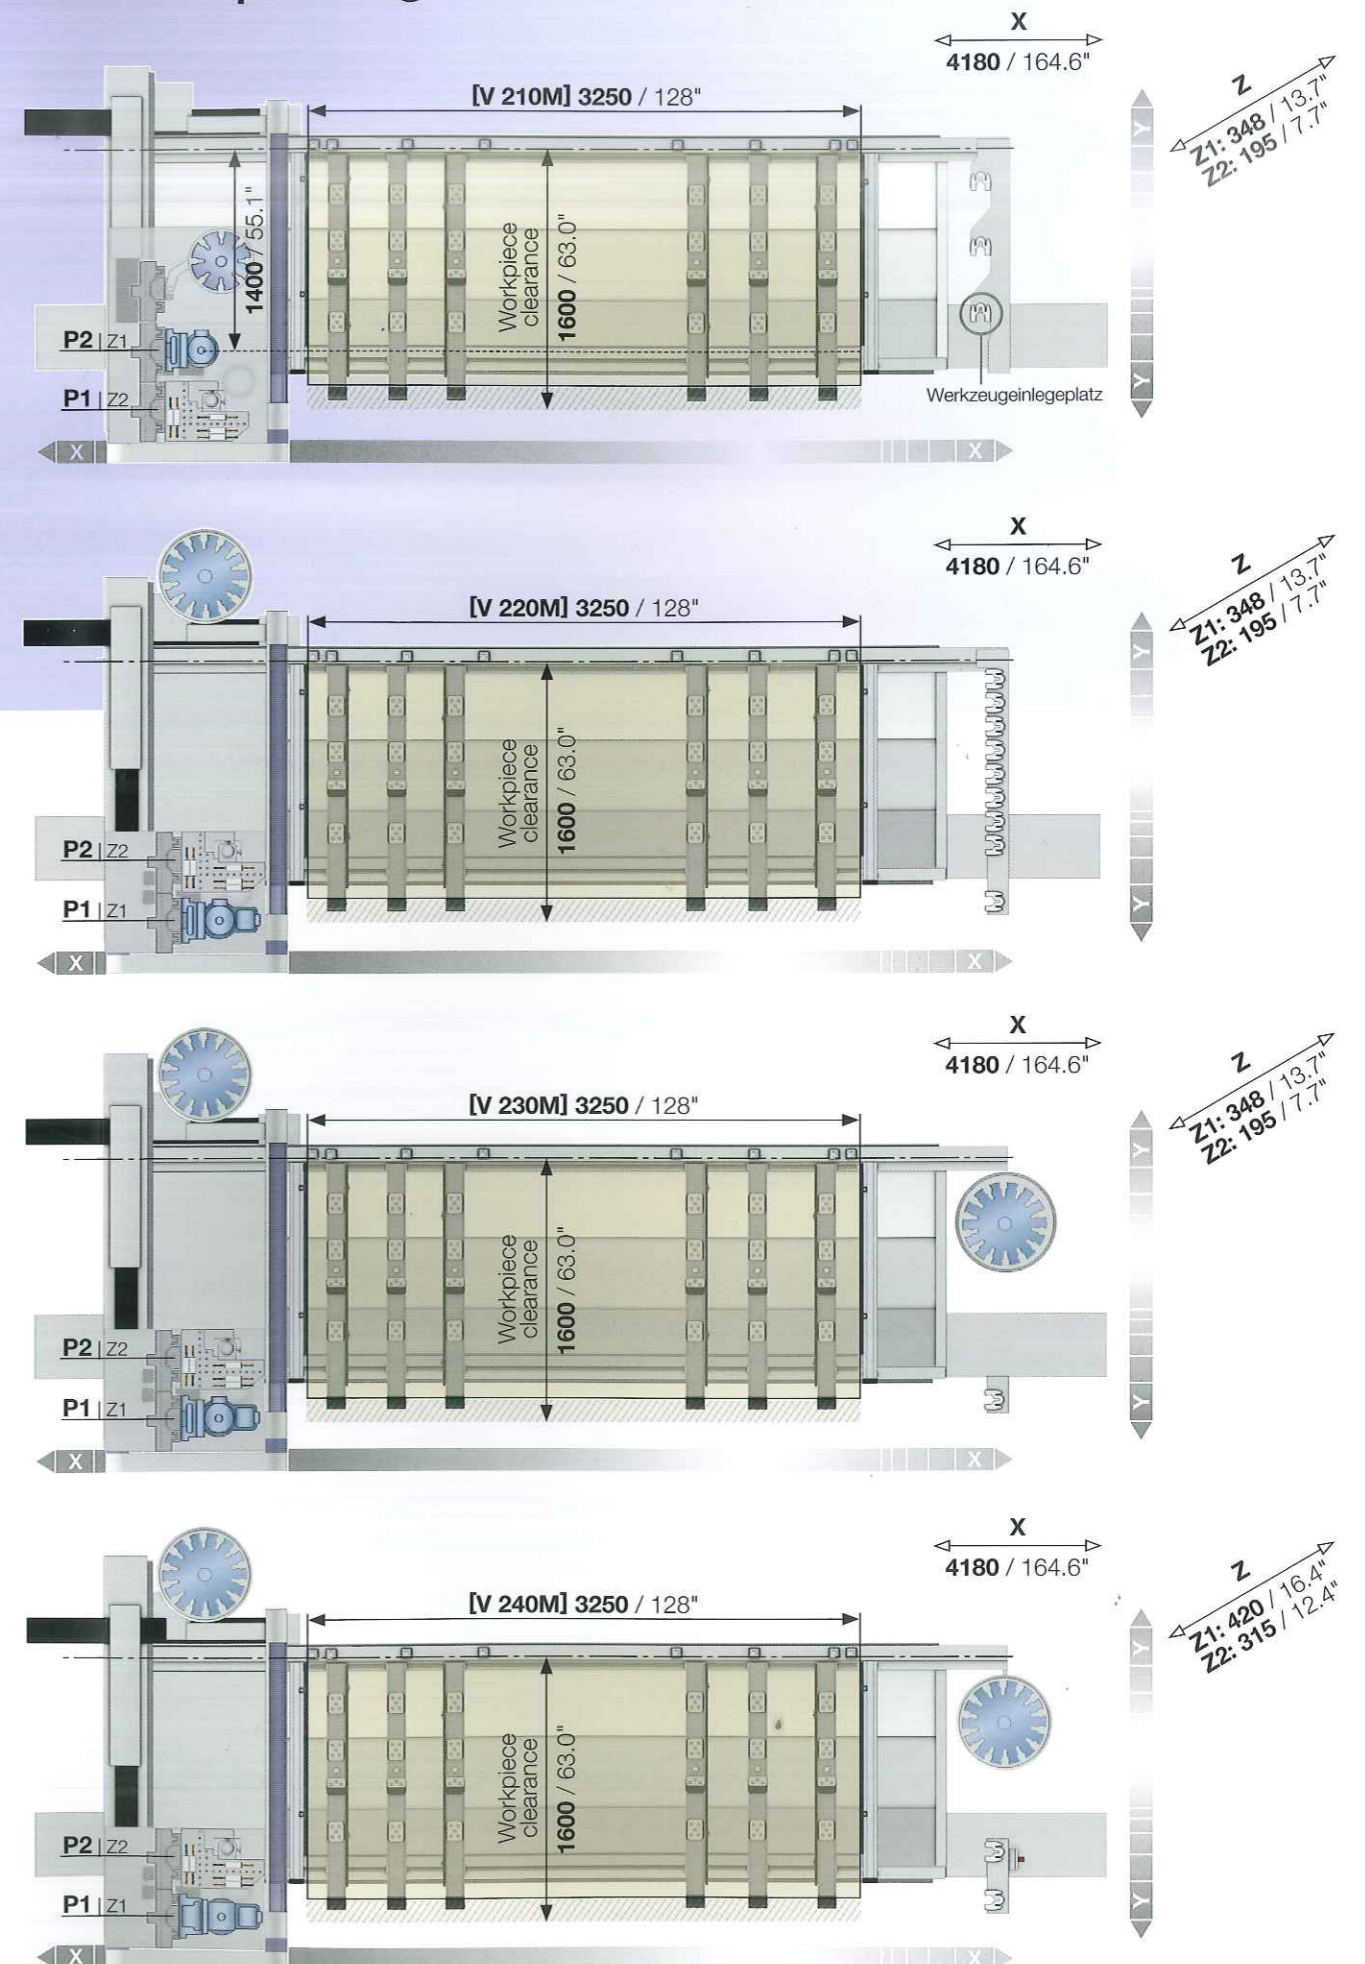 X
4180 / 164.6"
Z
Z1: 348 / 13.7"
Z2: 195 / 7.7"
[V 210M] 3250 / 128"
Y
1400 / 55.1"
Workpiece
clearance
1600 / 63.0"
P2 | Z1
P1 | Z2
Werkzeugeinlegeplatz
Y
X
X
X
4180 / 164.6"
Z
Z1: 348 / 13.7"
Z2: 195 / 7.7"
[V 220M] 3250 / 128"
Y
Workpiece
clearance
1600 / 63.0"
P2 | Z2
P1 | Z1
Y
X
X
X
4180 / 164.6"
Z
Z1: 348 / 13.7"
Z2: 195 / 7.7"
[V 230M] 3250 / 128"
Y
Workpiece
clearance
1600 / 63.0"
P2 | Z2
P1 | Z1
Y
X
X
X
4180 / 164.6"
Z
Z1: 420 / 16.4"
Z2: 315 / 12.4"
[V 240M] 3250 / 128"
Y
Workpiece
clearance
1600 / 63.0"
P2 | Z2
P1 | Z1
Y
X
X